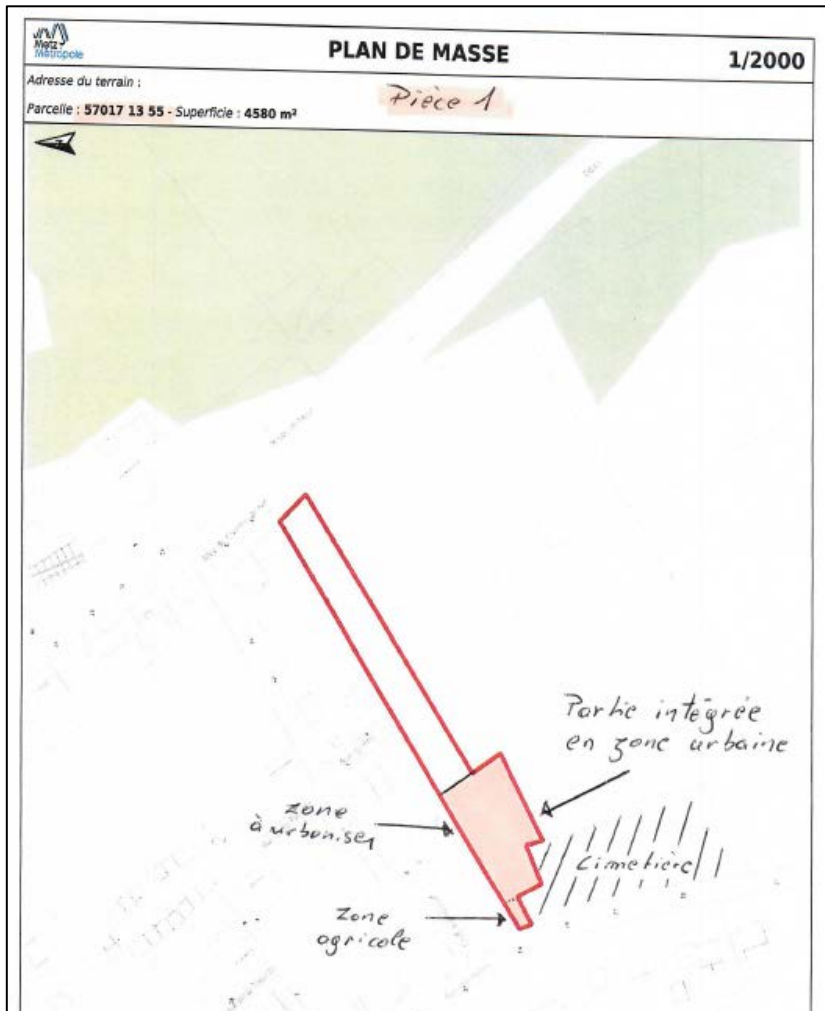 Metz
Métropole
PLAN DE MASSE
1/2000
Adresse du terrain :
Parcelle : 57017 13 55 - Superficie : 4580 m²
Pièce 1
Partie intégrée
en zone urbaine
zone
à urboniser
Cimetière
Zone
agricole